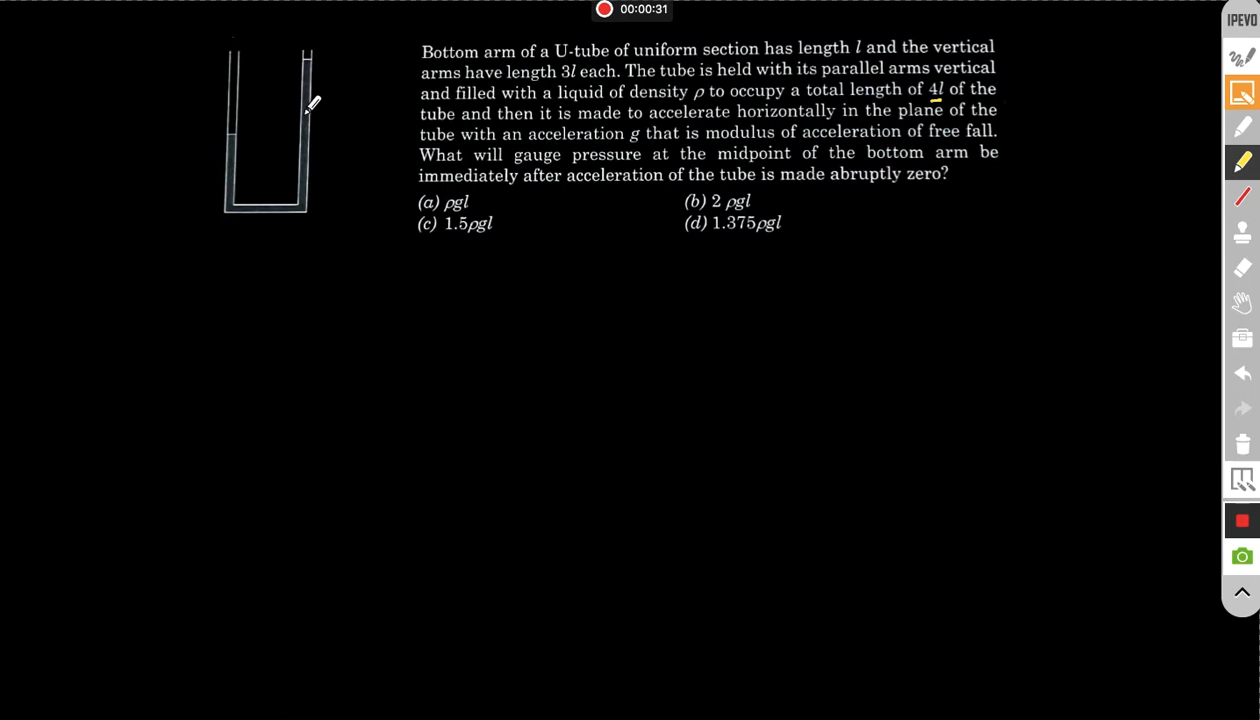 00:00:31
IPEVO
Bottom arm of a U-tube of uniform section has length l and the vertical
arms have length 3l each. The tube is held with its parallel arms vertical
and filled with a liquid of density ρ to occupy a total length of 4l of the
tube and then it is made to accelerate horizontally in the plane of the
tube with an acceleration g that is modulus of acceleration of free fall.
What will gauge pressure at the midpoint of the bottom arm be
immediately after acceleration of the tube is made abruptly zero?
(a) ρgl (b) 2 ρgl
(c) 1.5ρgl (d) 1.375ρgl